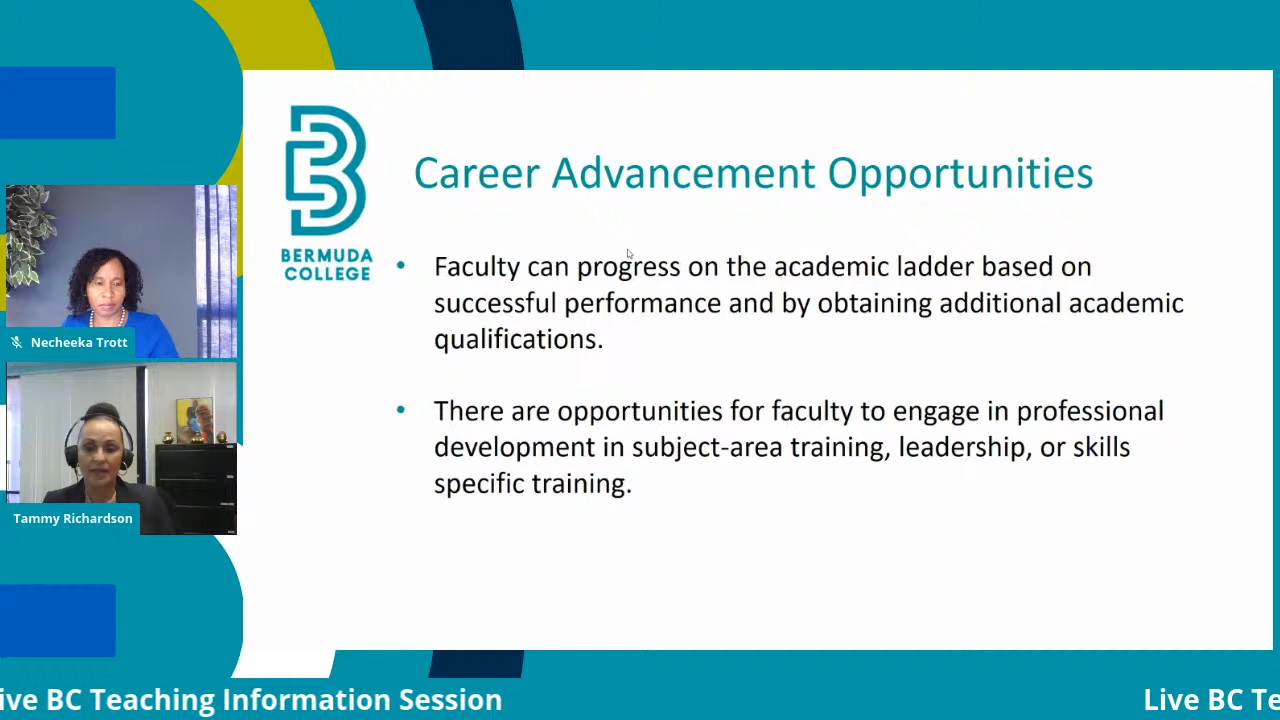 BERMUDA
COLLEGE
Career Advancement Opportunities
• Faculty can progress on the academic ladder based on
successful performance and by obtaining additional academic
qualifications.
• There are opportunities for faculty to engage in professional
development in subject-area training, leadership, or skills
specific training.
Necheeka Trott
Tammy Richardson
ive BC Teaching Information Session
Live BC Te